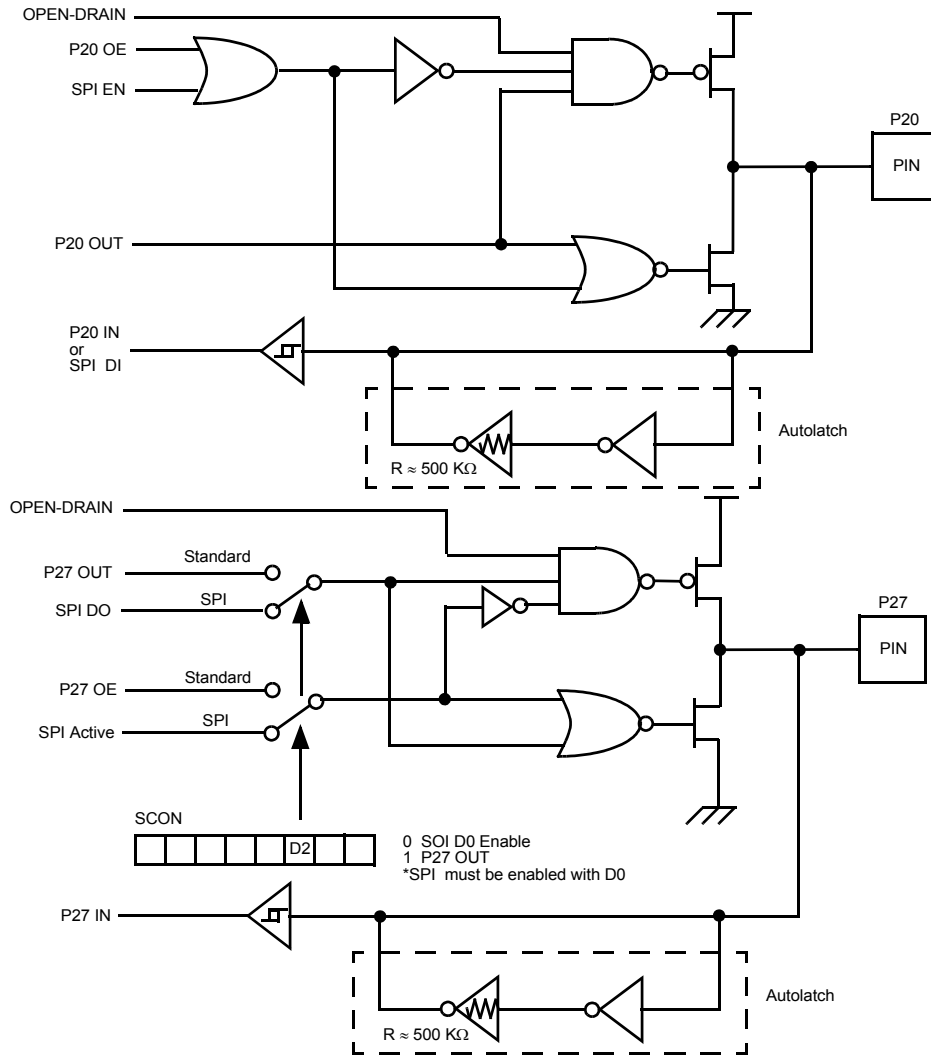 OPEN-DRAIN
P20 OE
SPI EN
P20
PIN
P20 OUT
P20 IN
or
SPI DI
Autolatch
R ≈ 500 KΩ
OPEN-DRAIN
Standard
P27 OUT
SPI
SPI DO
P27
PIN
Standard
P27 OE
SPI
SPI Active
SCON
D2
0 SOI D0 Enable
1 P27 OUT
*SPI must be enabled with D0
P27 IN
Autolatch
R ≈ 500 KΩ